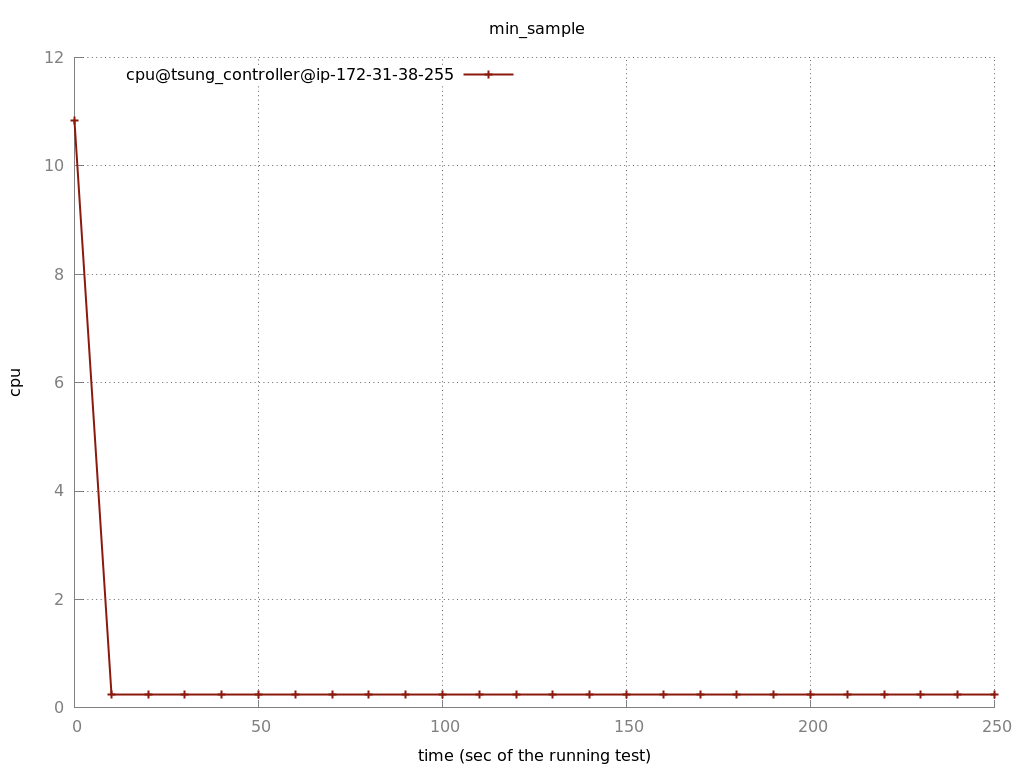 min_sample
12
cpu@tsung_controller@ip-172-31-38-255
10
8
6
cpu
4
2
0
0 50 100 150 200 250
time (sec of the running test)